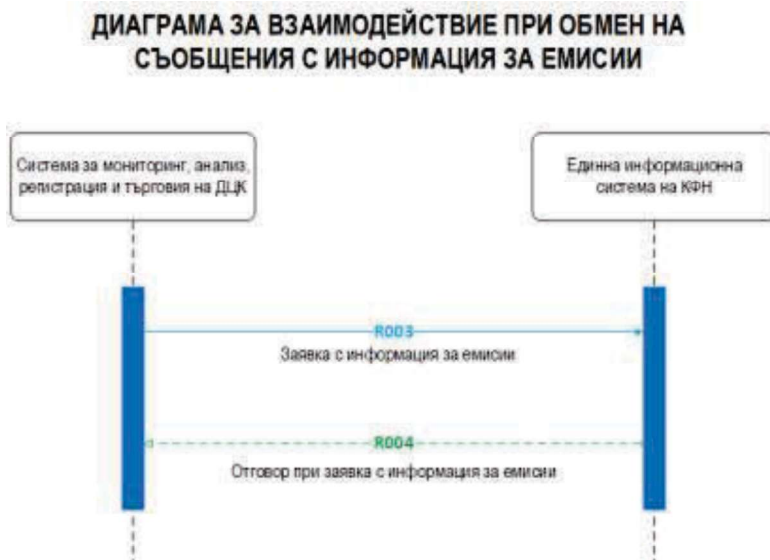 ДИАГРАМА ЗА ВЗАИМОДЕЙСТВИЕ ПРИ ОБМЕН НА
СЪОБЩЕНИЯ С ИНФОРМАЦИЯ ЗА ЕМИСИИ
Система за мониторинг, анализ,
регистрация и търговия на ДЦК
Единна информационна
система на КФН
R003
Заявка с информация за емисии
R004
Отговор при заявка с информация за емисии